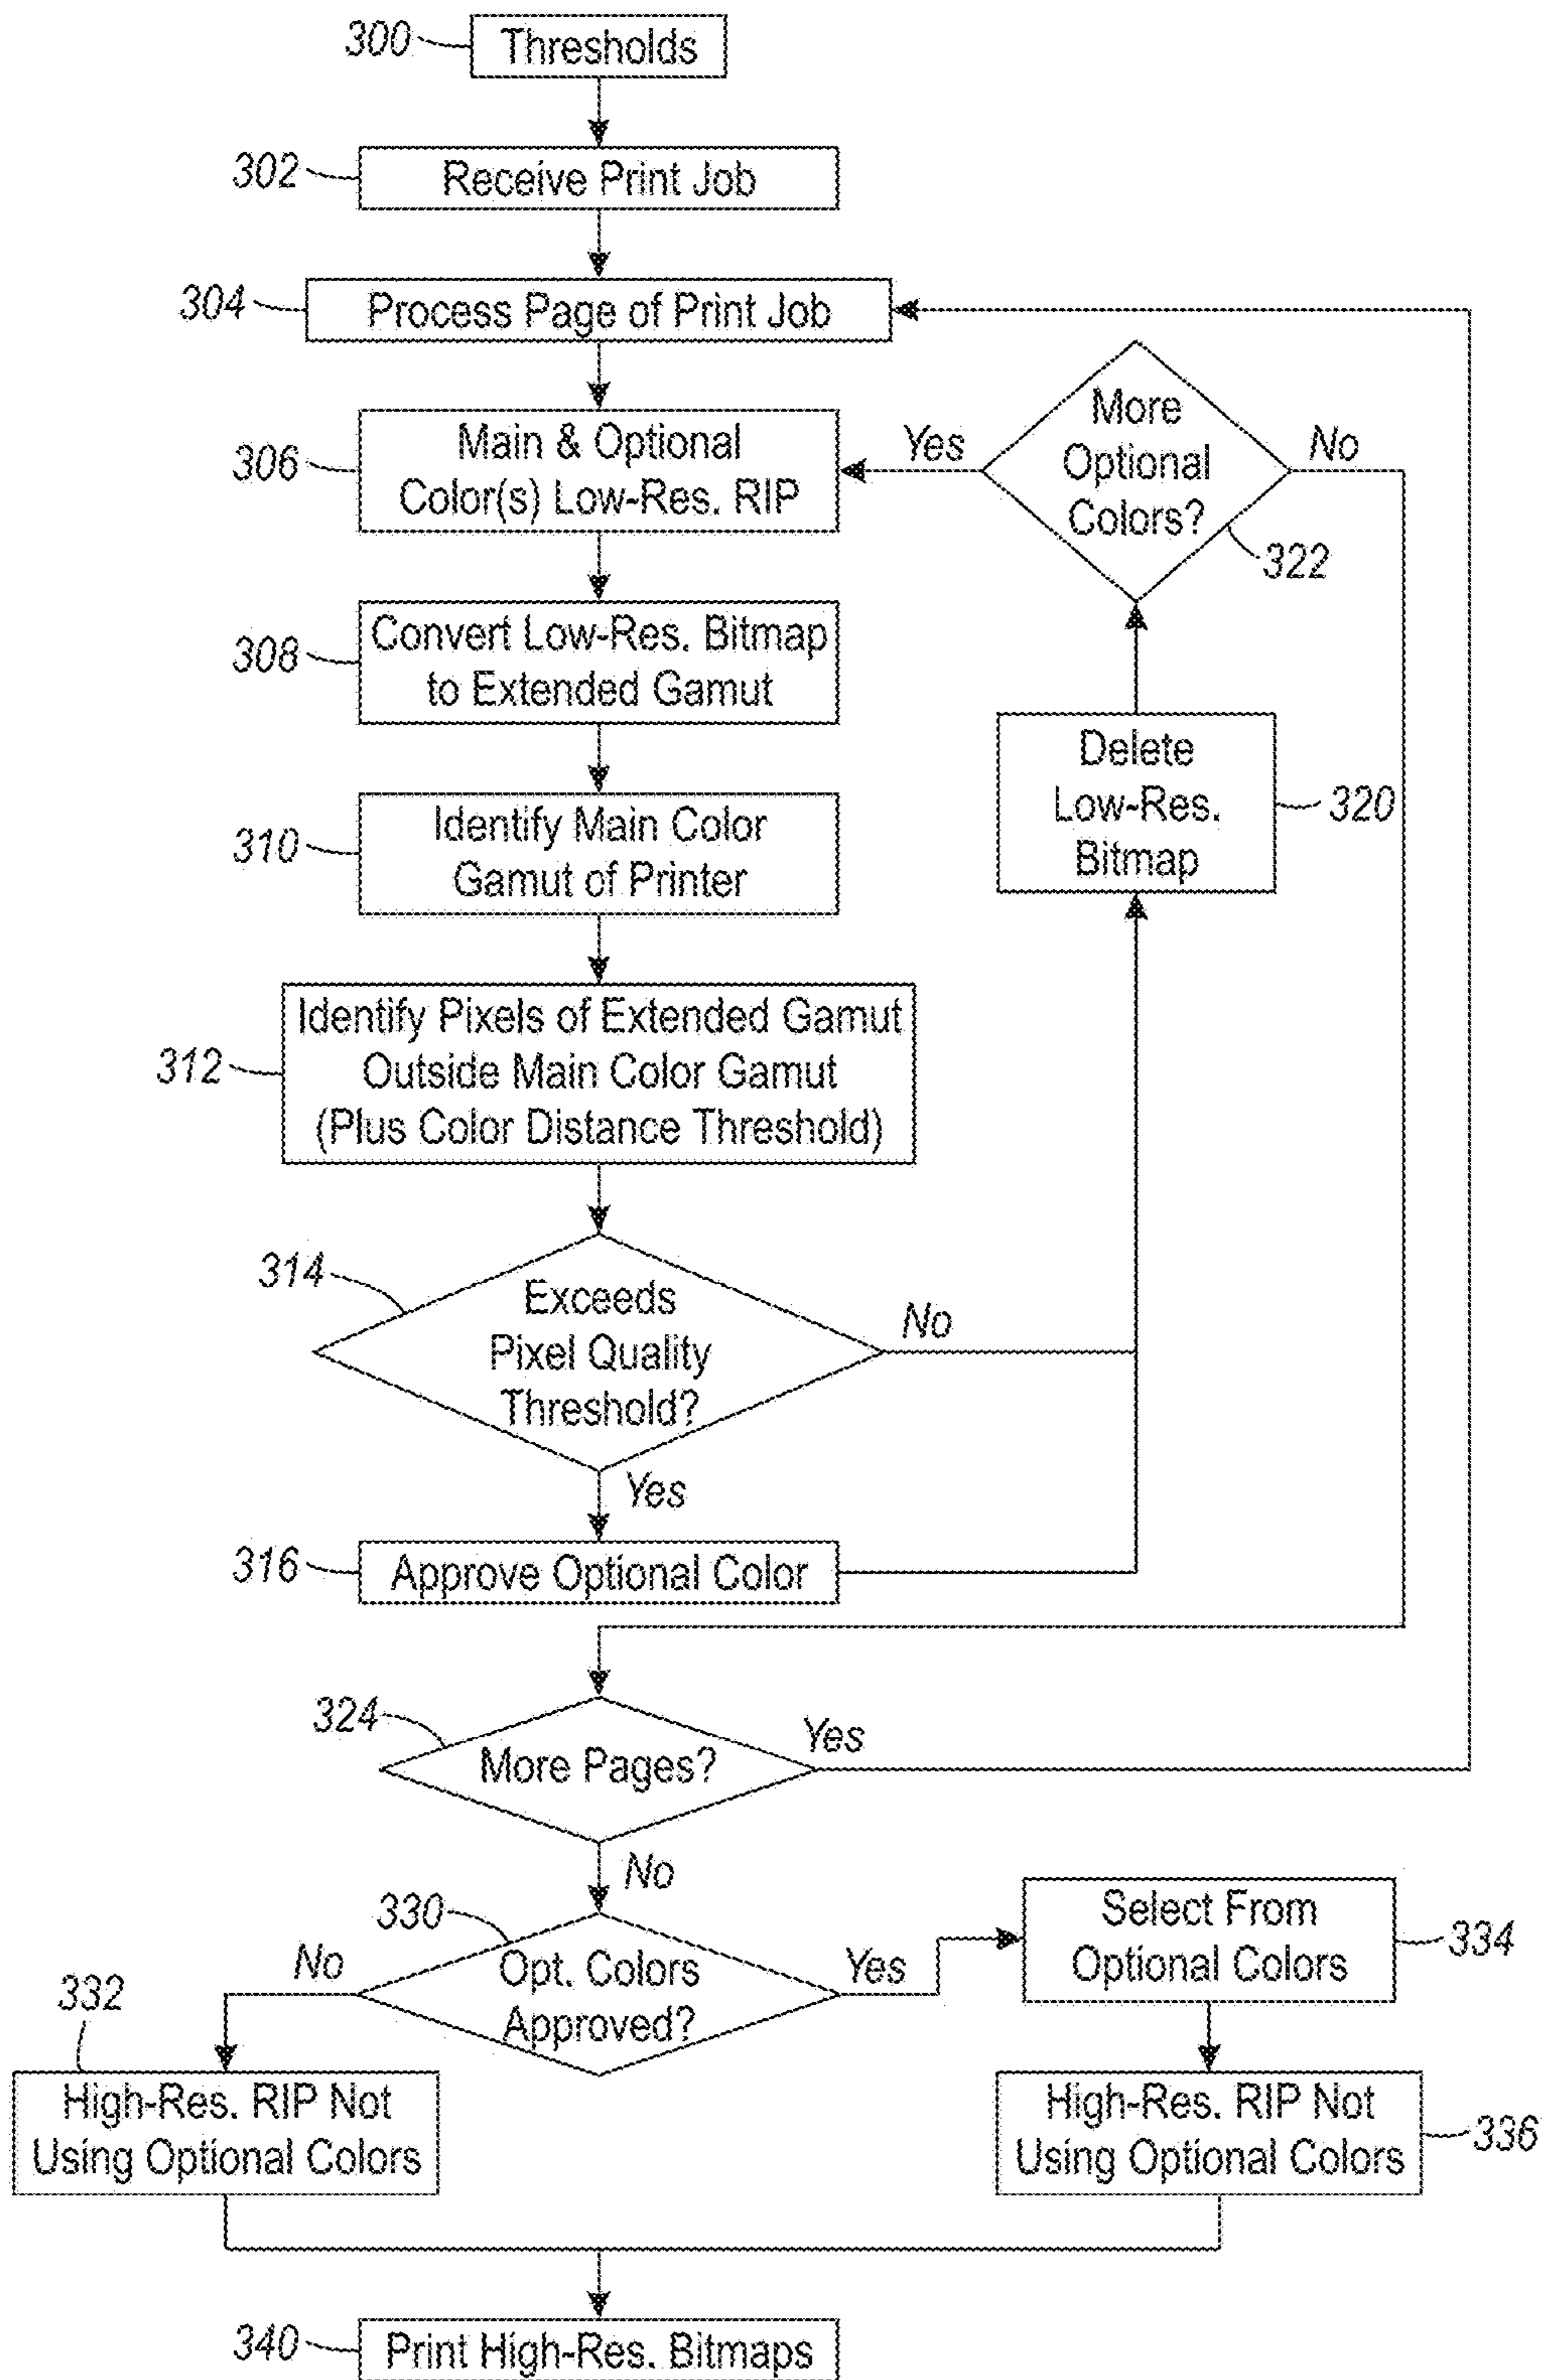 300
Thresholds
302
Receive Print Job
304
Process Page of Print Job
306
Main & Optional
Color(s) Low-Res. RIP
Yes
More
Optional
Colors?
No
322
308
Convert Low-Res. Bitmap
to Extended Gamut
310
Identify Main Color
Gamut of Printer
Delete
Low-Res.
Bitmap
320
312
Identify Pixels of Extended Gamut
Outside Main Color Gamut
(Plus Color Distance Threshold)
314
Exceeds
Pixel Quality
Threshold?
No
Yes
316
Approve Optional Color
324
More Pages?
Yes
No
330
Opt. Colors
Approved?
No
Yes
Select From
Optional Colors
334
332
High-Res. RIP Not
Using Optional Colors
High-Res. RIP Not
Using Optional Colors
336
340
Print High-Res. Bitmaps